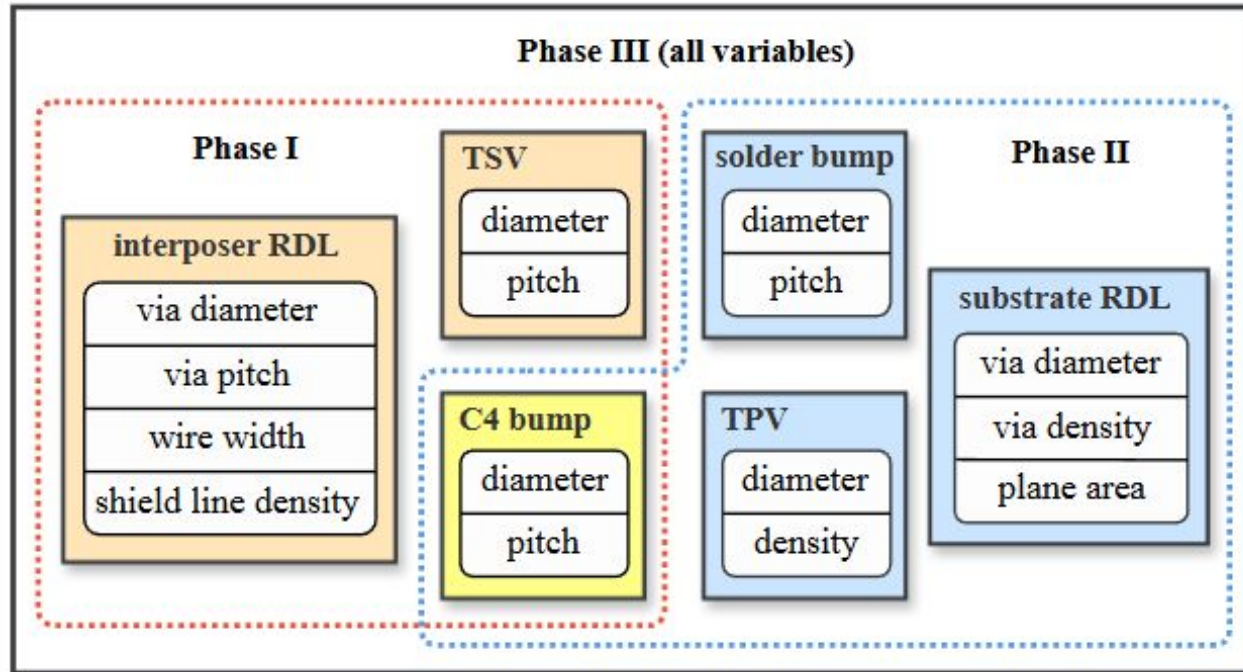 Phase III (all variables)
Phase I
TSV
diameter
pitch
interposer RDL
via diameter
via pitch
wire width
shield line density
C4 bump
diameter
pitch
solder bump
diameter
pitch
Phase II
TPV
diameter
density
substrate RDL
via diameter
via density
plane area